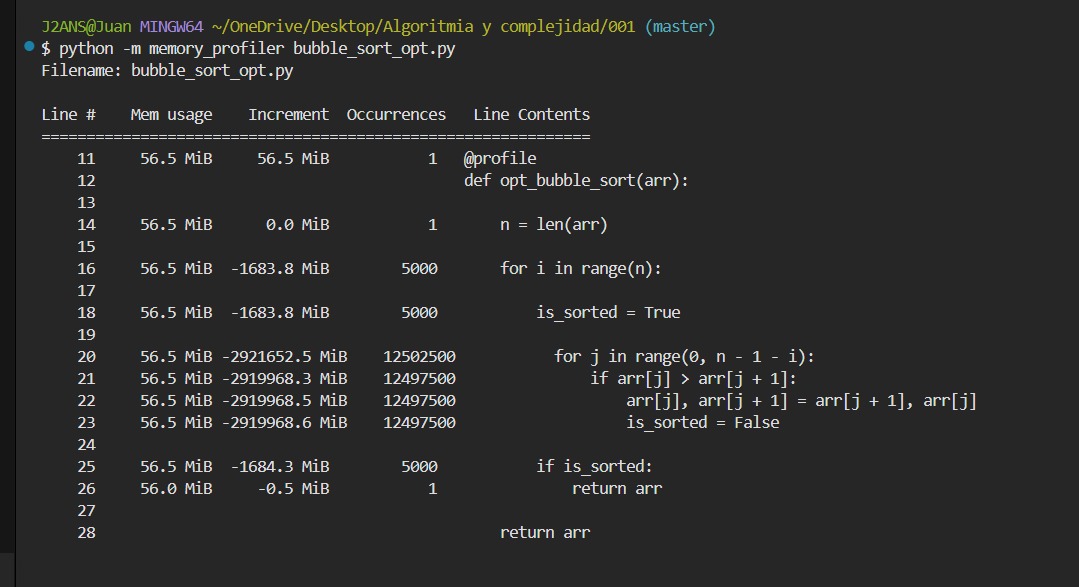 J2ANS@Juan MINGW64 ~/OneDrive/Desktop/Algoritmia y complejidad/001 (master)
$ python -m memory_profiler bubble_sort_opt.py
Filename: bubble_sort_opt.py
Line #    Mem usage    Increment  Occurrences   Line Contents
=============================================================
    11     56.5 MiB     56.5 MiB           1   @profile
    12                                         def opt_bubble_sort(arr):
    13
    14     56.5 MiB      0.0 MiB           1       n = len(arr)
    15
    16     56.5 MiB  -1683.8 MiB        5000       for i in range(n):
    17
    18     56.5 MiB  -1683.8 MiB        5000           is_sorted = True
    19
    20     56.5 MiB -2921652.5 MiB    12502500             for j in range(0, n - 1 - i):
    21     56.5 MiB -2919968.3 MiB    12497500                 if arr[j] > arr[j + 1]:
    22     56.5 MiB -2919968.5 MiB    12497500                     arr[j], arr[j + 1] = arr[j + 1], arr[j]
    23     56.5 MiB -2919968.6 MiB    12497500                     is_sorted = False
    24
    25     56.5 MiB  -1684.3 MiB        5000           if is_sorted:
    26     56.0 MiB     -0.5 MiB           1               return arr
    27
    28                                             return arr